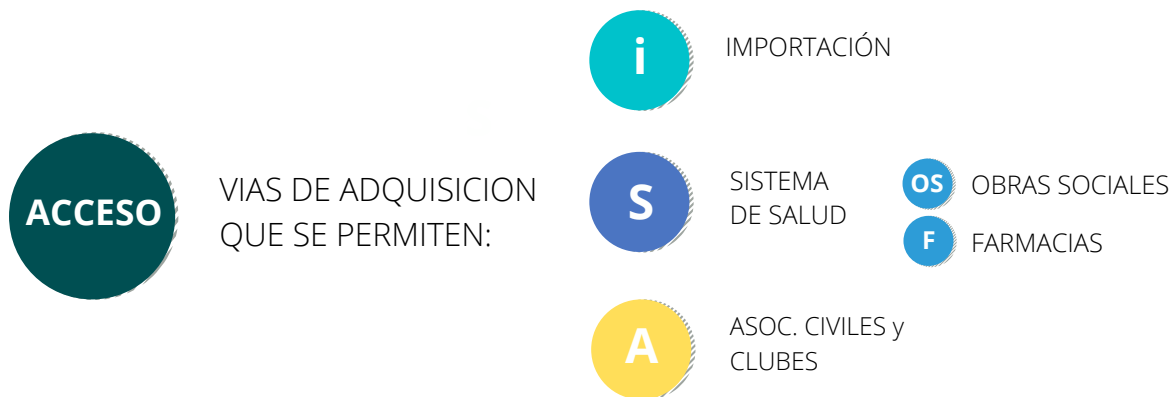 ACCESO
VIAS DE ADQUISICION
QUE SE PERMITEN:
i
IMPORTACIÓN
S
SISTEMA
DE SALUD
OS
OBRAS SOCIALES
F
FARMACIAS
A
ASOC. CIVILES y
CLUBES